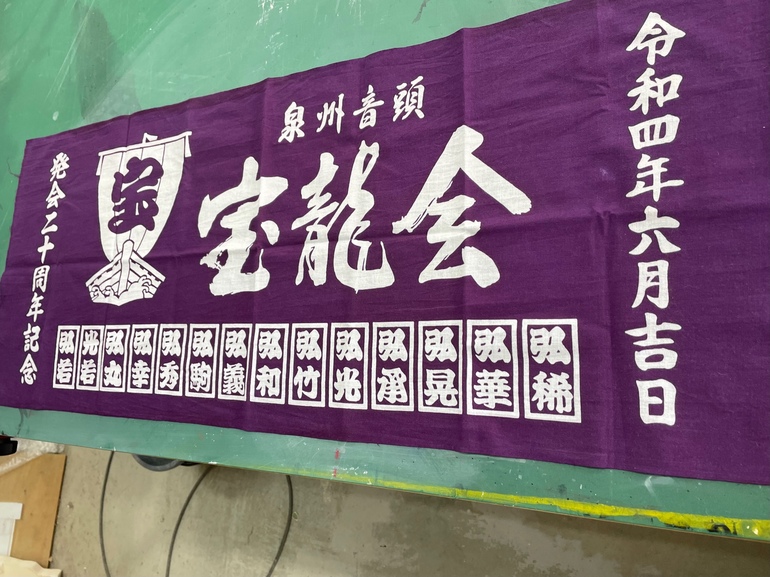 令和四年六月吉日
泉州音頭
宝龍会
宝
発会二十周年記念
弘若
光若
弘丸
弘幸
弘秀
弘駒
弘義
弘和
弘竹
弘光
弘濱
弘晃
弘華
弘稀